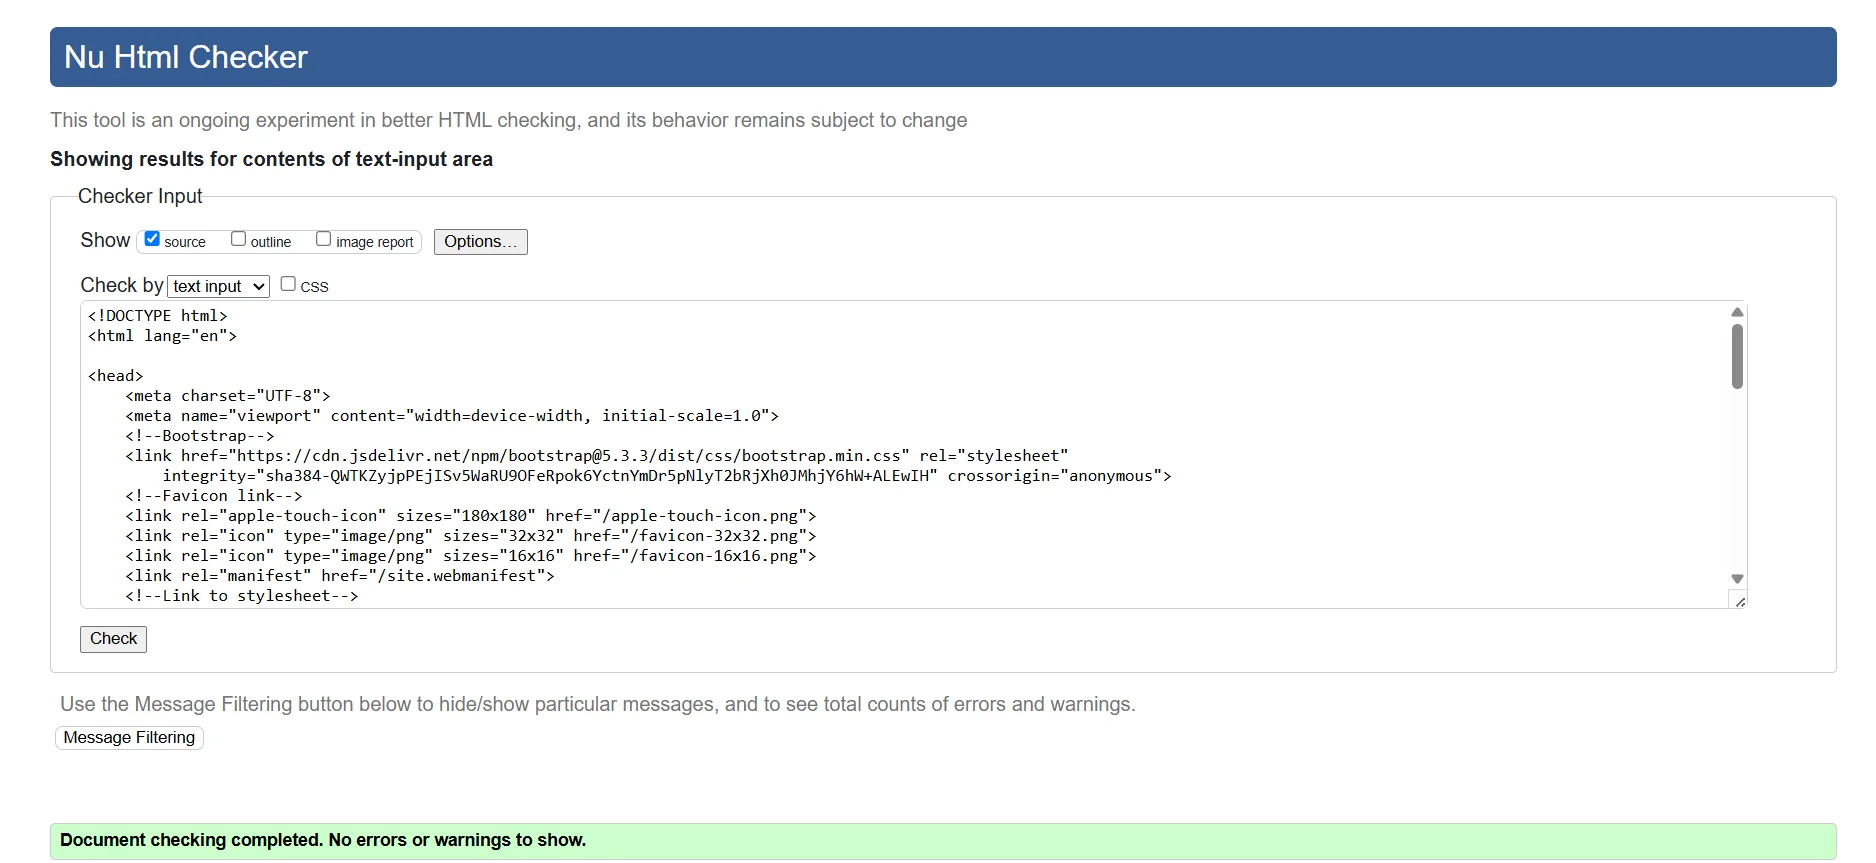 Nu Html Checker
This tool is an ongoing experiment in better HTML checking, and its behavior remains subject to change
Showing results for contents of text-input area
Checker Input
Show source outline image report Options...
Check by text input CSS
<!DOCTYPE html>
<html lang="en">
<head>
<meta charset="UTF-8">
<meta name="viewport" content="width=device-width, initial-scale=1.0">
<!--Bootstrap-->
<link href="https://cdn.jsdelivr.net/npm/bootstrap@5.3.3/dist/css/bootstrap.min.css" rel="stylesheet"
integrity="sha384-QWTKZyjpPEjISv5WaRU9OFeRpok6YctnYmDr5pNlyT2bRjXh0JMhjY6hW+ALEwIH" crossorigin="anonymous">
<!--Favicon link-->
<link rel="apple-touch-icon" sizes="180x180" href="/apple-touch-icon.png">
<link rel="icon" type="image/png" sizes="32x32" href="/favicon-32x32.png">
<link rel="icon" type="image/png" sizes="16x16" href="/favicon-16x16.png">
<link rel="manifest" href="/site.webmanifest">
<!--Link to stylesheet-->
Check
Use the Message Filtering button below to hide/show particular messages, and to see total counts of errors and warnings.
Message Filtering
Document checking completed. No errors or warnings to show.